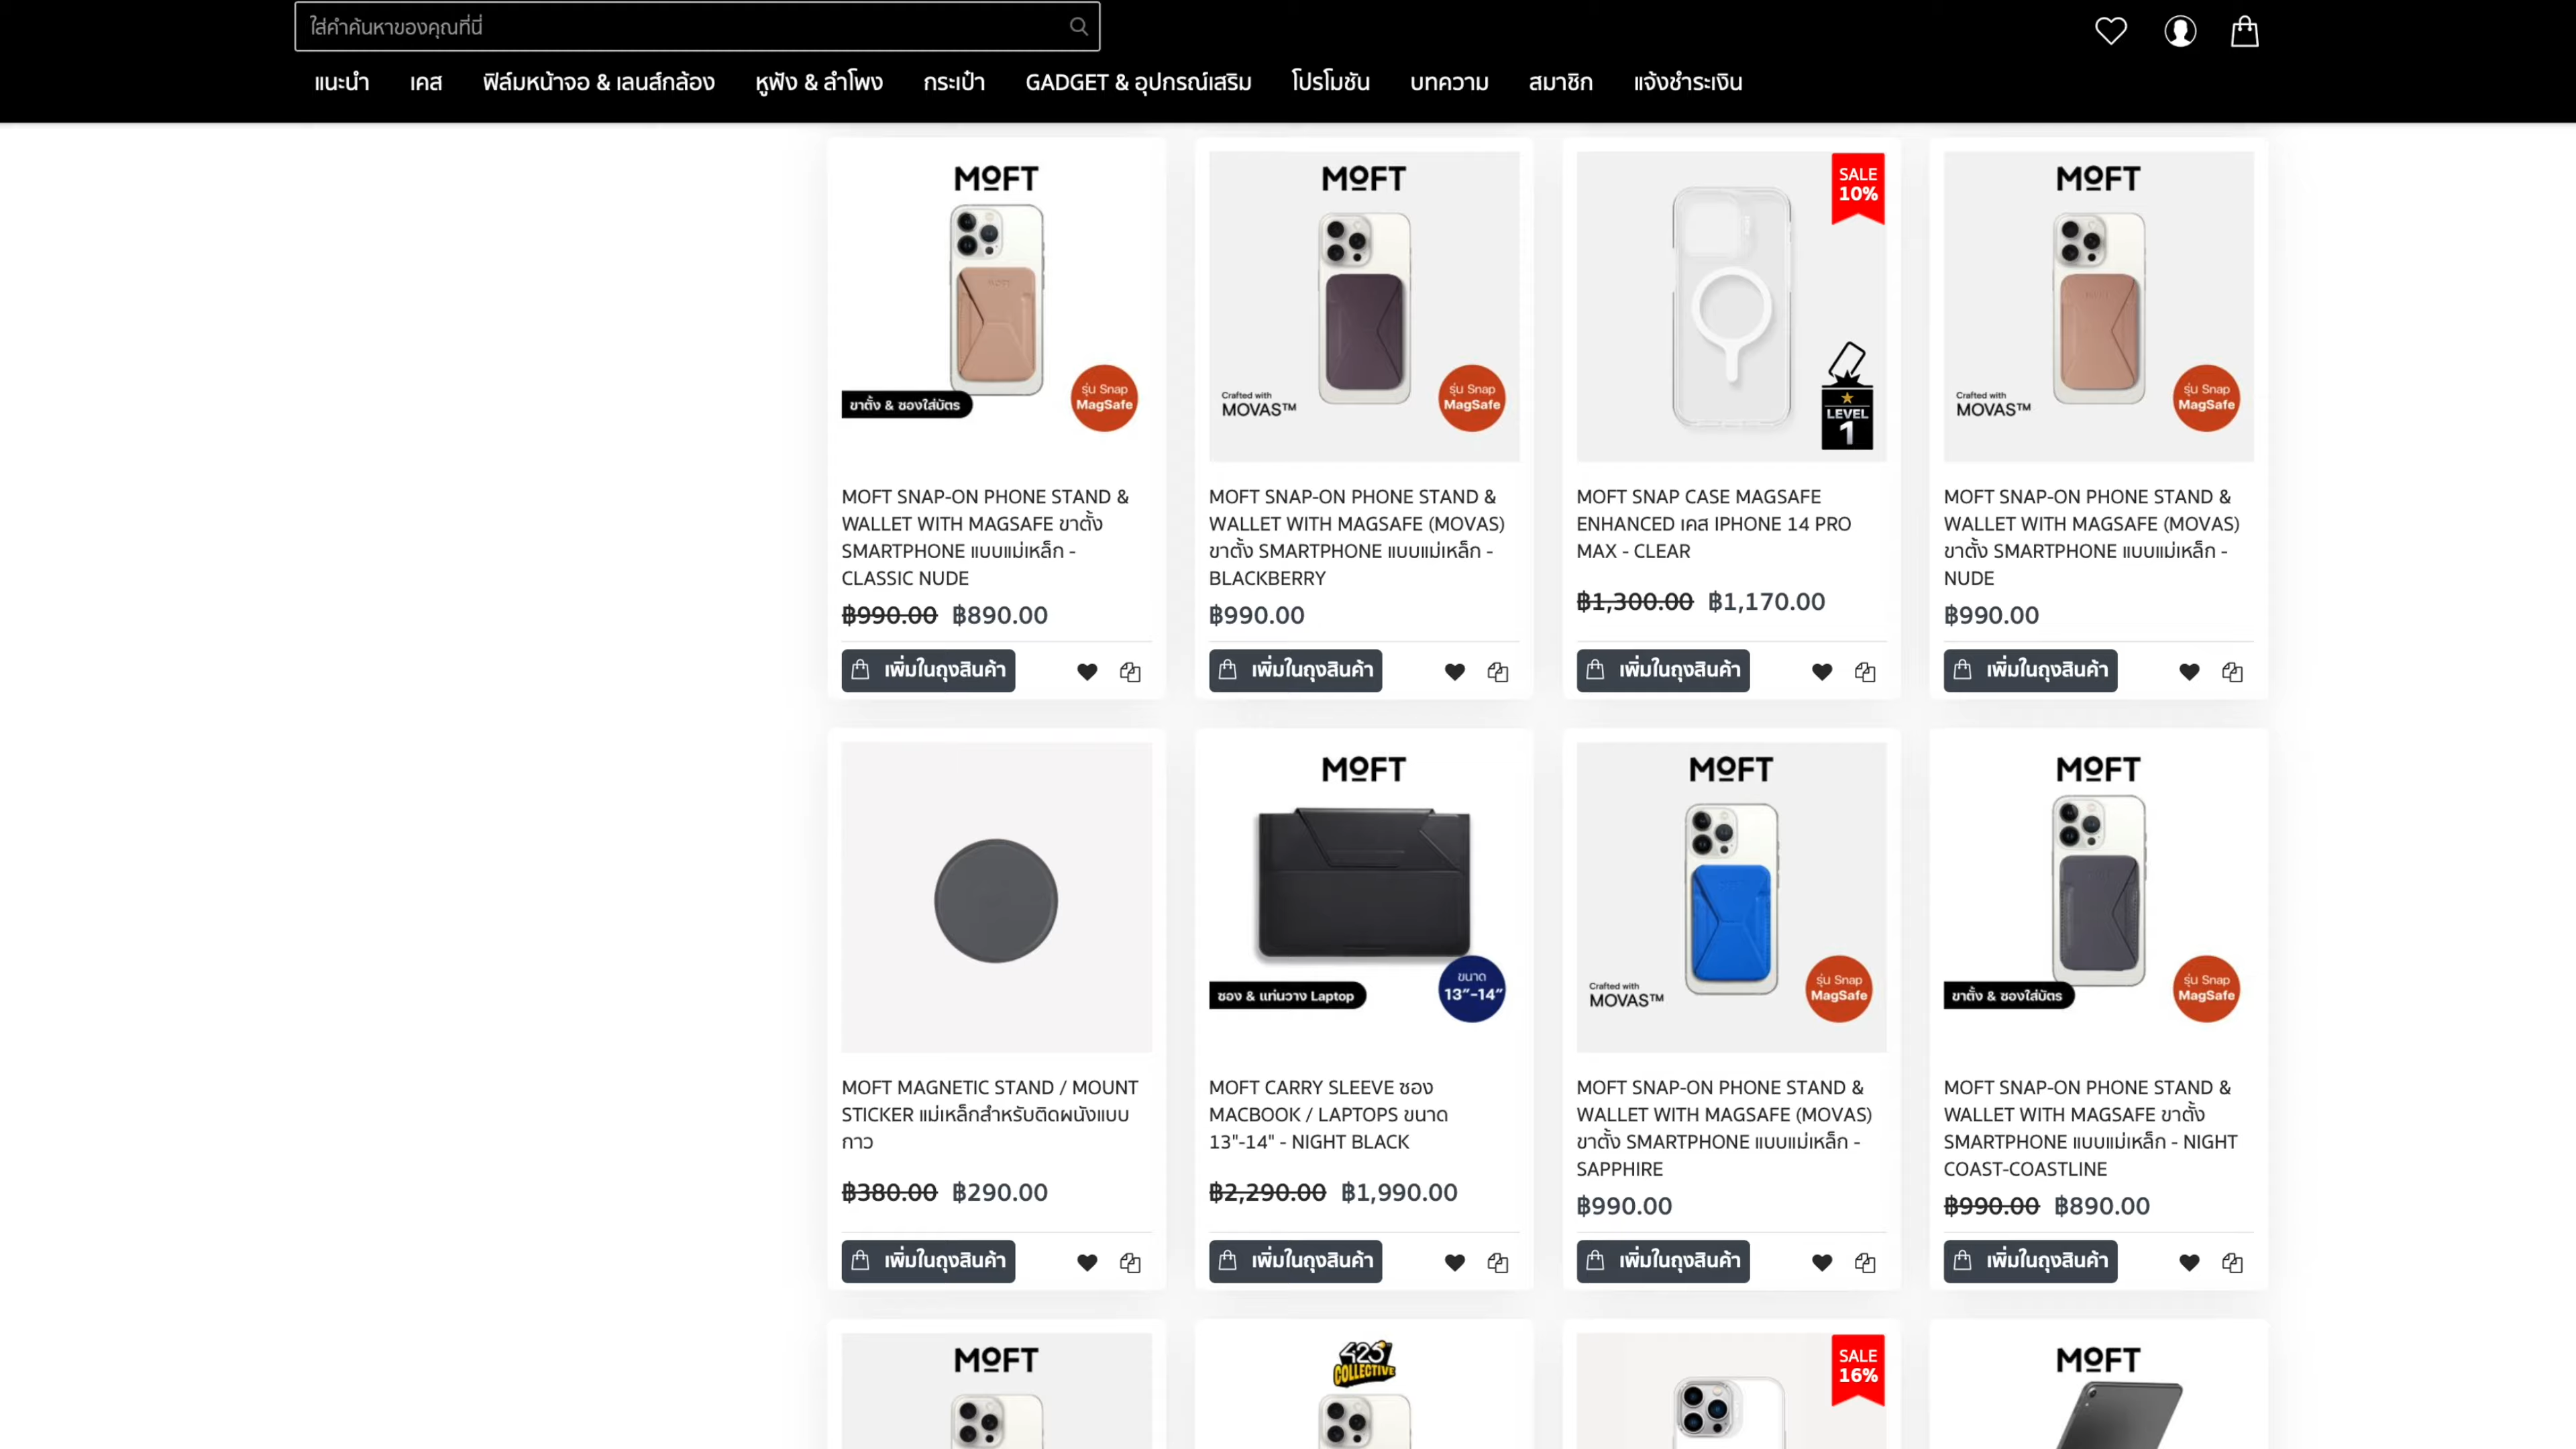 ใส่คำค้นหาของคุณที่นี่
แนะนำ เคส ฟิล์มหน้าจอ & เลนส์กล้อง หูฟัง & ลำโพง กระเป๋า GADGET & อุปกรณ์เสริม โปรโมชัน บทความ สมาชิก แจ้งชำระเงิน
MOFT
ขาตั้ง & ซองใส่บัตร
รุ่น Snap
MagSafe
MOFT SNAP-ON PHONE STAND &
WALLET WITH MAGSAFE ขาตั้ง
SMARTPHONE แบบแม่เหล็ก -
CLASSIC NUDE
฿990.00 ฿890.00
เพิ่มในถุงสินค้า
MOFT
Crafted with
MOVAS™
รุ่น Snap
MagSafe
MOFT SNAP-ON PHONE STAND &
WALLET WITH MAGSAFE (MOVAS)
ขาตั้ง SMARTPHONE แบบแม่เหล็ก -
BLACKBERRY
฿990.00
เพิ่มในถุงสินค้า
SALE
10%
LEVEL
1
MOFT SNAP CASE MAGSAFE
ENHANCED เคส IPHONE 14 PRO
MAX - CLEAR
฿1,300.00 ฿1,170.00
เพิ่มในถุงสินค้า
MOFT
Crafted with
MOVAS™
รุ่น Snap
MagSafe
MOFT SNAP-ON PHONE STAND &
WALLET WITH MAGSAFE (MOVAS)
ขาตั้ง SMARTPHONE แบบแม่เหล็ก -
NUDE
฿990.00
เพิ่มในถุงสินค้า
MOFT MAGNETIC STAND / MOUNT
STICKER แม่เหล็กสำหรับติดผนังแบบ
กาว
฿380.00 ฿290.00
เพิ่มในถุงสินค้า
MOFT
ซอง & แท่นวาง Laptop
ขนาด
13"-14"
MOFT CARRY SLEEVE ซอง
MACBOOK / LAPTOPS ขนาด
13"-14" - NIGHT BLACK
฿2,290.00 ฿1,990.00
เพิ่มในถุงสินค้า
MOFT
Crafted with
MOVAS™
รุ่น Snap
MagSafe
MOFT SNAP-ON PHONE STAND &
WALLET WITH MAGSAFE (MOVAS)
ขาตั้ง SMARTPHONE แบบแม่เหล็ก -
SAPPHIRE
฿990.00
เพิ่มในถุงสินค้า
MOFT
ขาตั้ง & ซองใส่บัตร
รุ่น Snap
MagSafe
MOFT SNAP-ON PHONE STAND &
WALLET WITH MAGSAFE ขาตั้ง
SMARTPHONE แบบแม่เหล็ก - NIGHT
COAST-COASTLINE
฿990.00 ฿890.00
เพิ่มในถุงสินค้า
MOFT
425°
COLLECTIVE
SALE
16%
MOFT